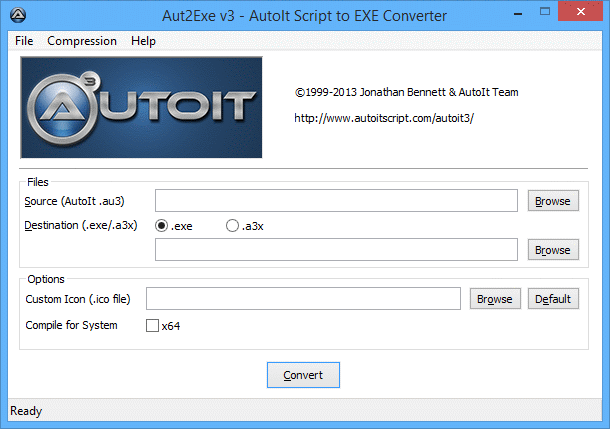 Aut2Exe v3 - AutoIt Script to EXE Converter
File Compression Help
AUTOIT 3
©1999-2013 Jonathan Bennett & AutoIt Team
http://www.autoitscript.com/autoit3/
Files
Source (AutoIt .au3) Browse
Destination (.exe/.a3x) .exe .a3x
Browse
Options
Custom Icon (.ico file) Browse Default
Compile for System x64
Convert
Ready